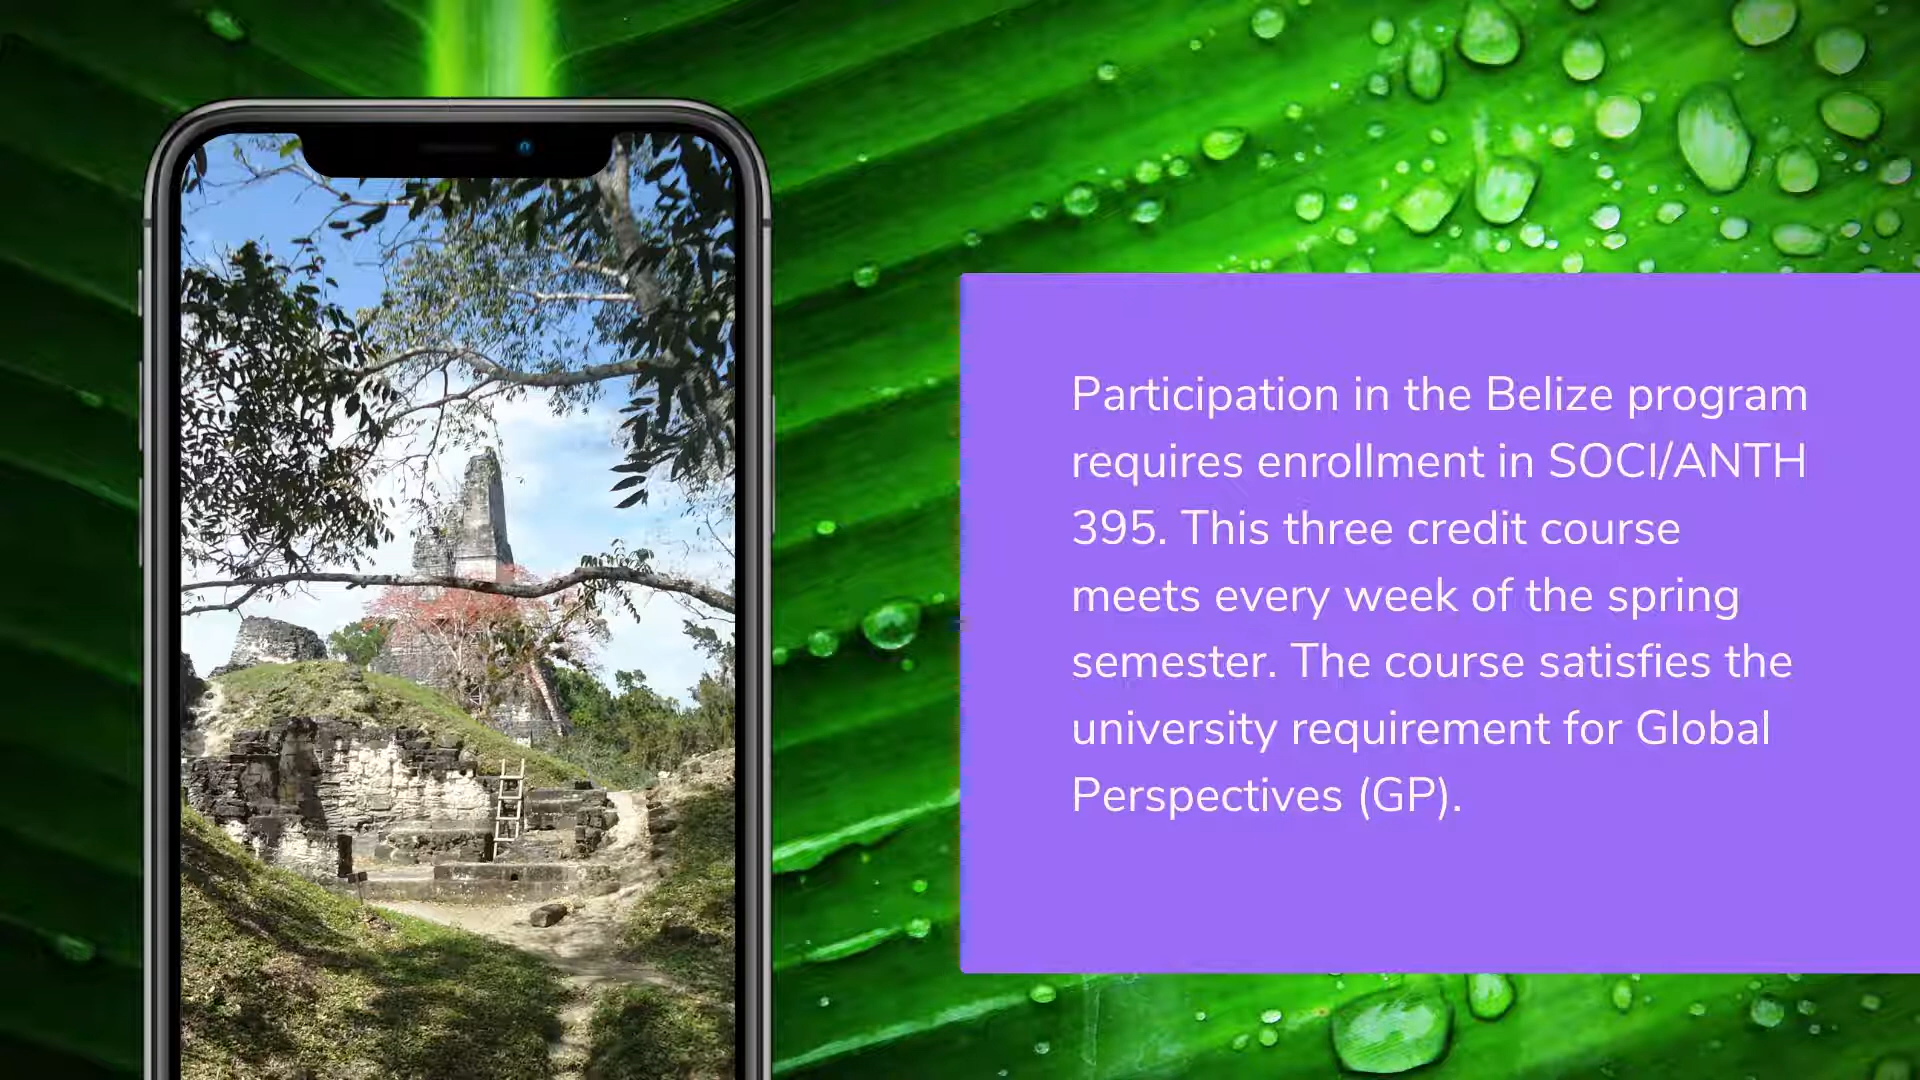 Participation in the Belize program
requires enrollment in SOCI/ANTH
395. This three credit course
meets every week of the spring
semester. The course satisfies the
university requirement for Global
Perspectives (GP).